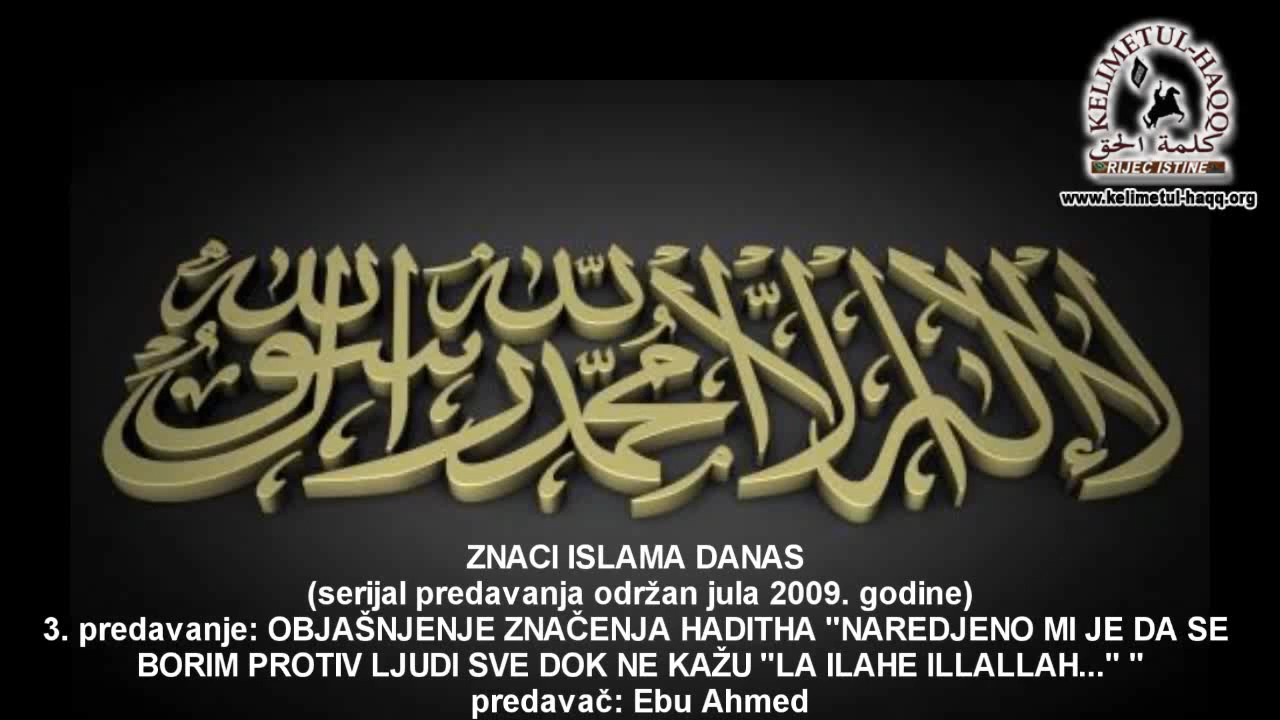 KELIMETUL-HAQQ
كلمة الحق
RIJEC ISTINE
www.kelimetul-haqq.org
لا إله إلا الله محمد رسول الله
ZNACI ISLAMA DANAS
(serijal predavanja održan jula 2009. godine)
3. predavanje: OBJAŠNJENJE ZNAČENJA HADITHA "NAREDJENO MI JE DA SE
BORIM PROTIV LJUDI SVE DOK NE KAŽU "LA ILAHE ILLALLAH..." "
predavač: Ebu Ahmed